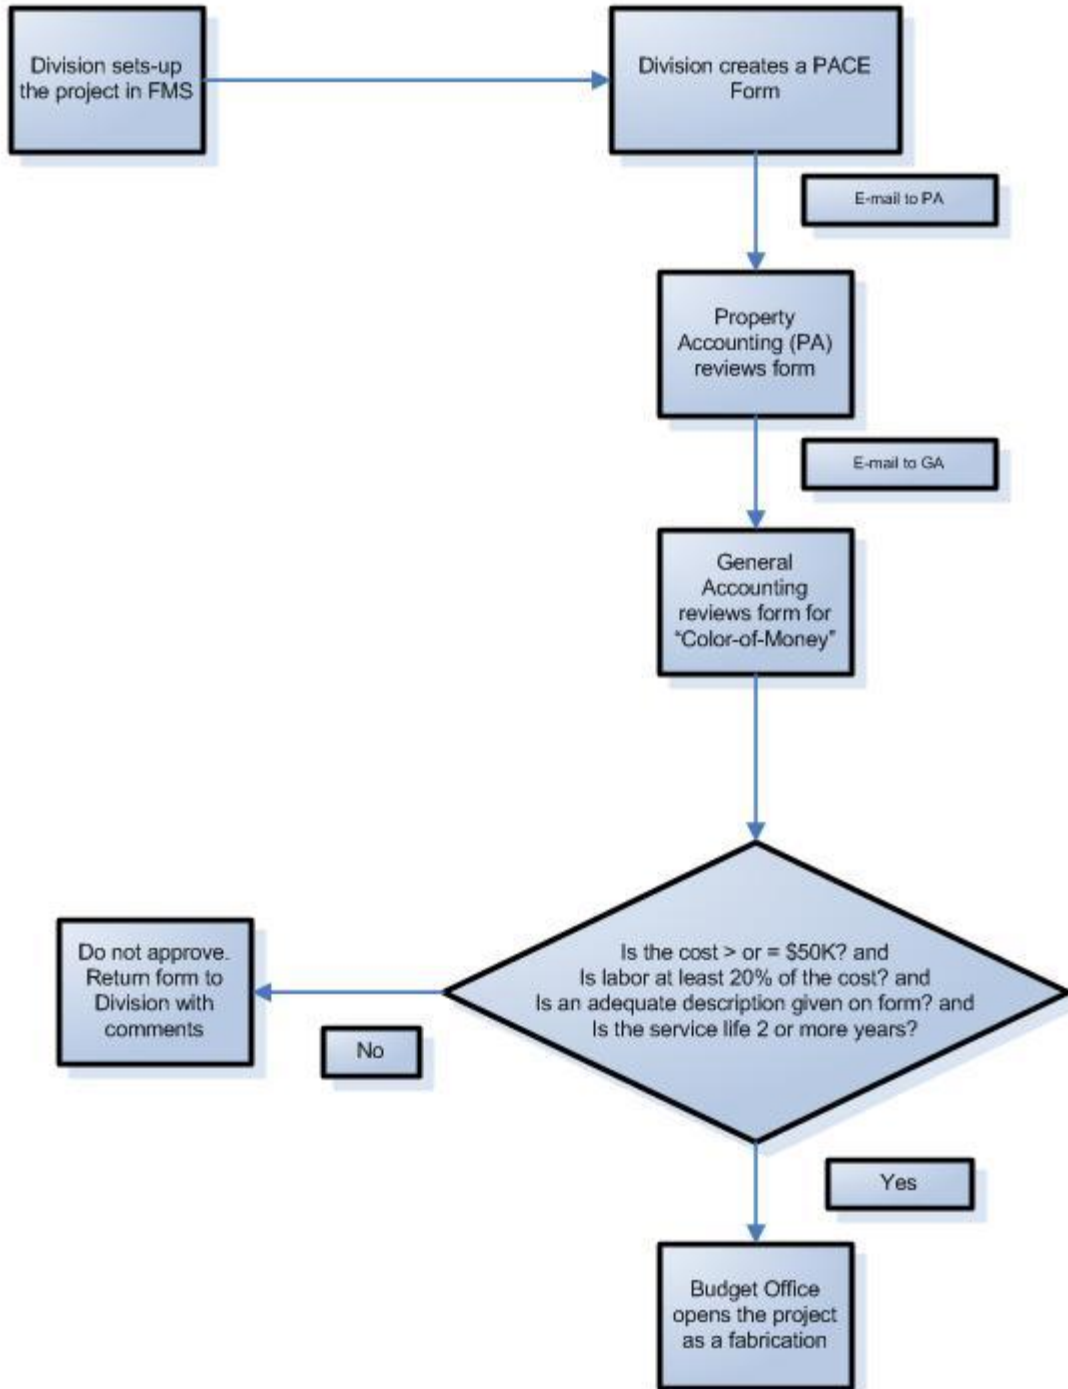 Division sets-up
the project in FMS
Division creates a PACE
Form
E-mail to PA
Property
Accounting (PA)
reviews form
E-mail to GA
General
Accounting
reviews form for
“Color-of-Money”
Is the cost > or = $50K? and
Is labor at least 20% of the cost? and
Is an adequate description given on form? and
Is the service life 2 or more years?
Do not approve.
Return form to
Division with
comments
No
Yes
Budget Office
opens the project
as a fabrication